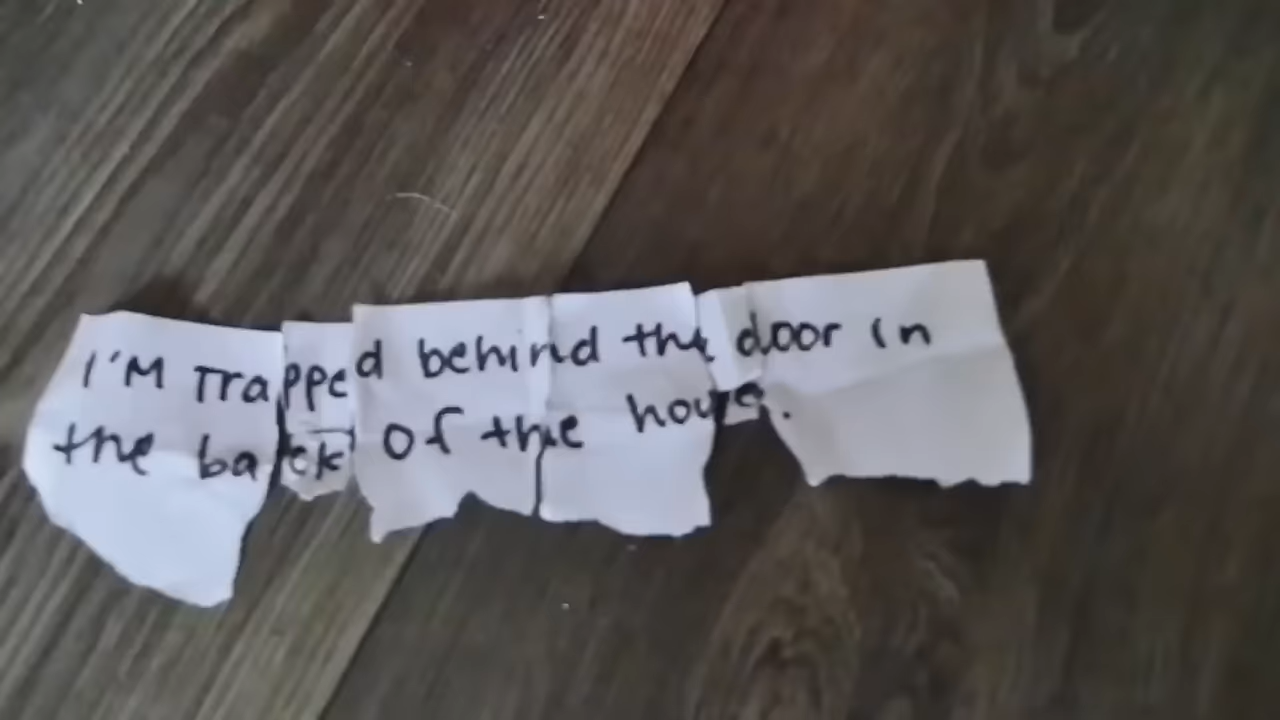 I'M Trapped behind the door in
the back of the house.